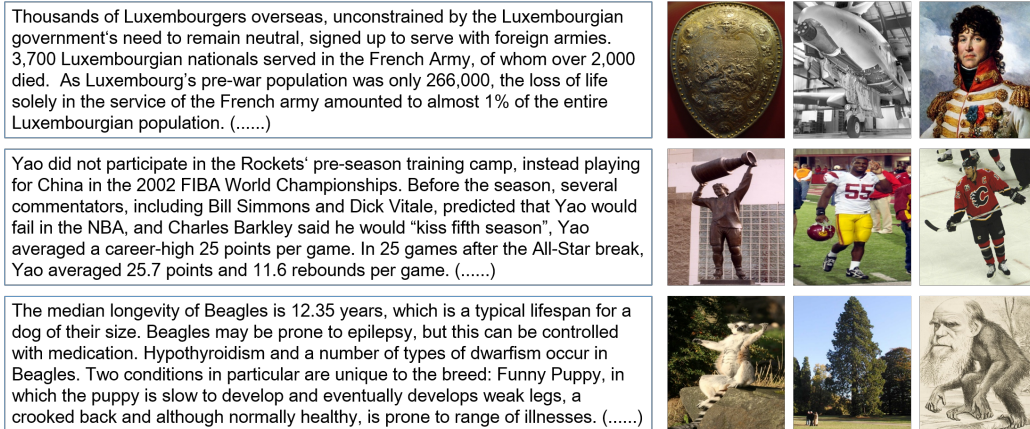 Thousands of Luxembourgers overseas, unconstrained by the Luxembourgian
government's need to remain neutral, signed up to serve with foreign armies.
3,700 Luxembourgian nationals served in the French Army, of whom over 2,000
died.  As Luxembourg's pre-war population was only 266,000, the loss of life
solely in the service of the French army amounted to almost 1% of the entire
Luxembourgian population. (......)
Yao did not participate in the Rockets' pre-season training camp, instead playing
for China in the 2002 FIBA World Championships. Before the season, several
commentators, including Bill Simmons and Dick Vitale, predicted that Yao would
fail in the NBA, and Charles Barkley said he would "kiss fifth season", Yao
averaged a career-high 25 points per game. In 25 games after the All-Star break,
Yao averaged 25.7 points and 11.6 rebounds per game. (......)
55
The median longevity of Beagles is 12.35 years, which is a typical lifespan for a
dog of their size. Beagles may be prone to epilepsy, but this can be controlled
with medication. Hypothyroidism and a number of types of dwarfism occur in
Beagles. Two conditions in particular are unique to the breed: Funny Puppy, in
which the puppy is slow to develop and eventually develops weak legs, a
crooked back and although normally healthy, is prone to range of illnesses. (......)